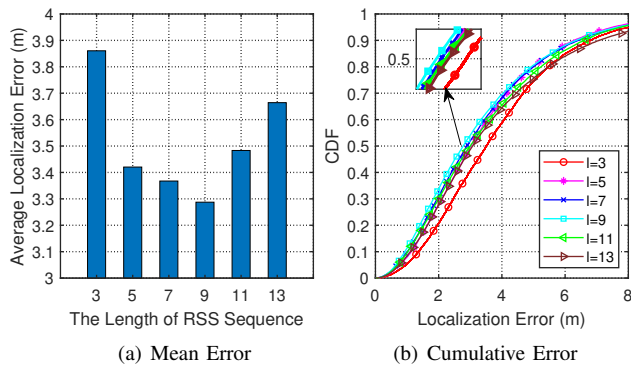 Average Localization Error (m)
4
3.9
3.8
3.7
3.6
3.5
3.4
3.3
3.2
3.1
3
3 5 7 9 11 13
The Length of RSS Sequence
(a) Mean Error
CDF
1
0.9
0.8
0.7
0.6
0.5
0.4
0.3
0.2
0.1
0
0.5
l=3
l=5
l=7
l=9
l=11
l=13
0 2 4 6 8
Localization Error (m)
(b) Cumulative Error